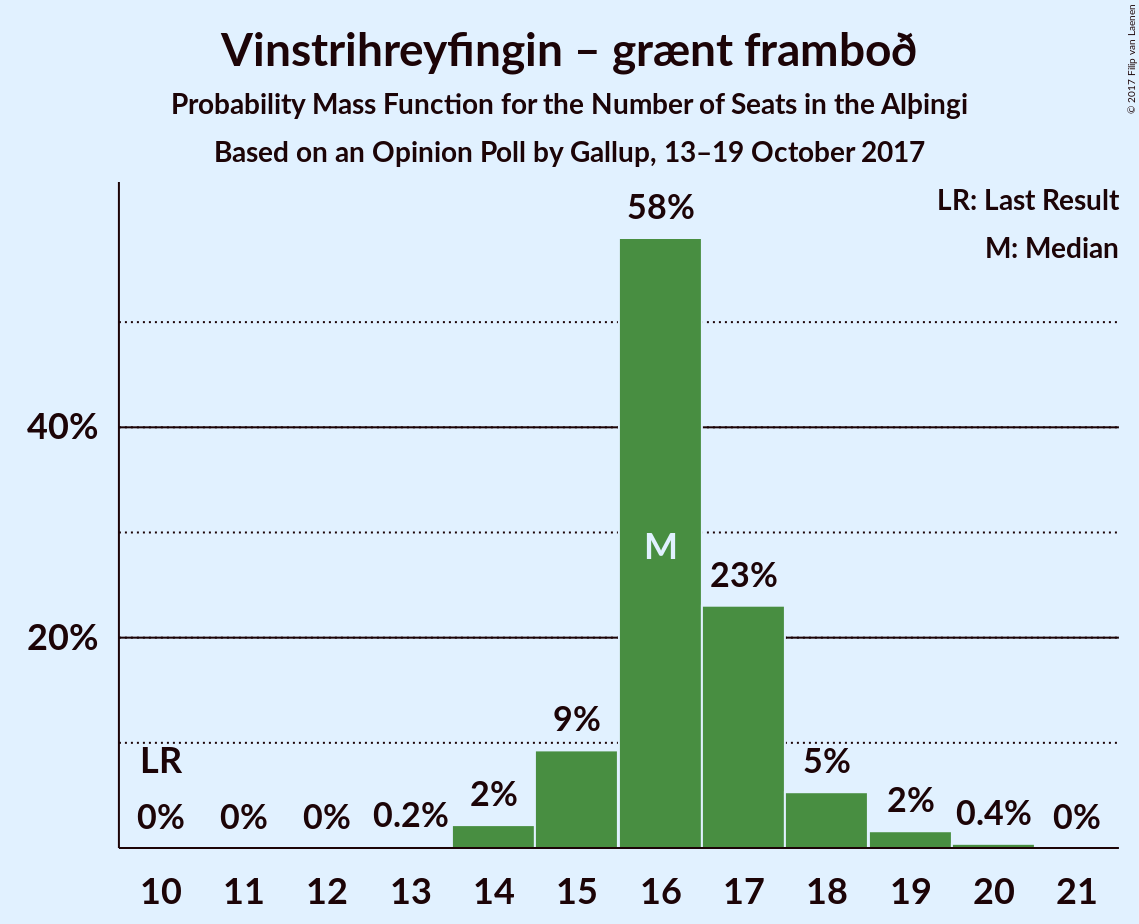 Vinstrihreyfingin – grænt framboð
Probability Mass Function for the Number of Seats in the Alþingi
Based on an Opinion Poll by Gallup, 13–19 October 2017
© 2017 Filip van Laenen
LR: Last Result
M: Median
58%
40%
M
23%
20%
9%
LR
5%
2%
2%
0%
0%
0%
0.2%
0.4%
0%
10 11 12 13 14 15 16 17 18 19 20 21